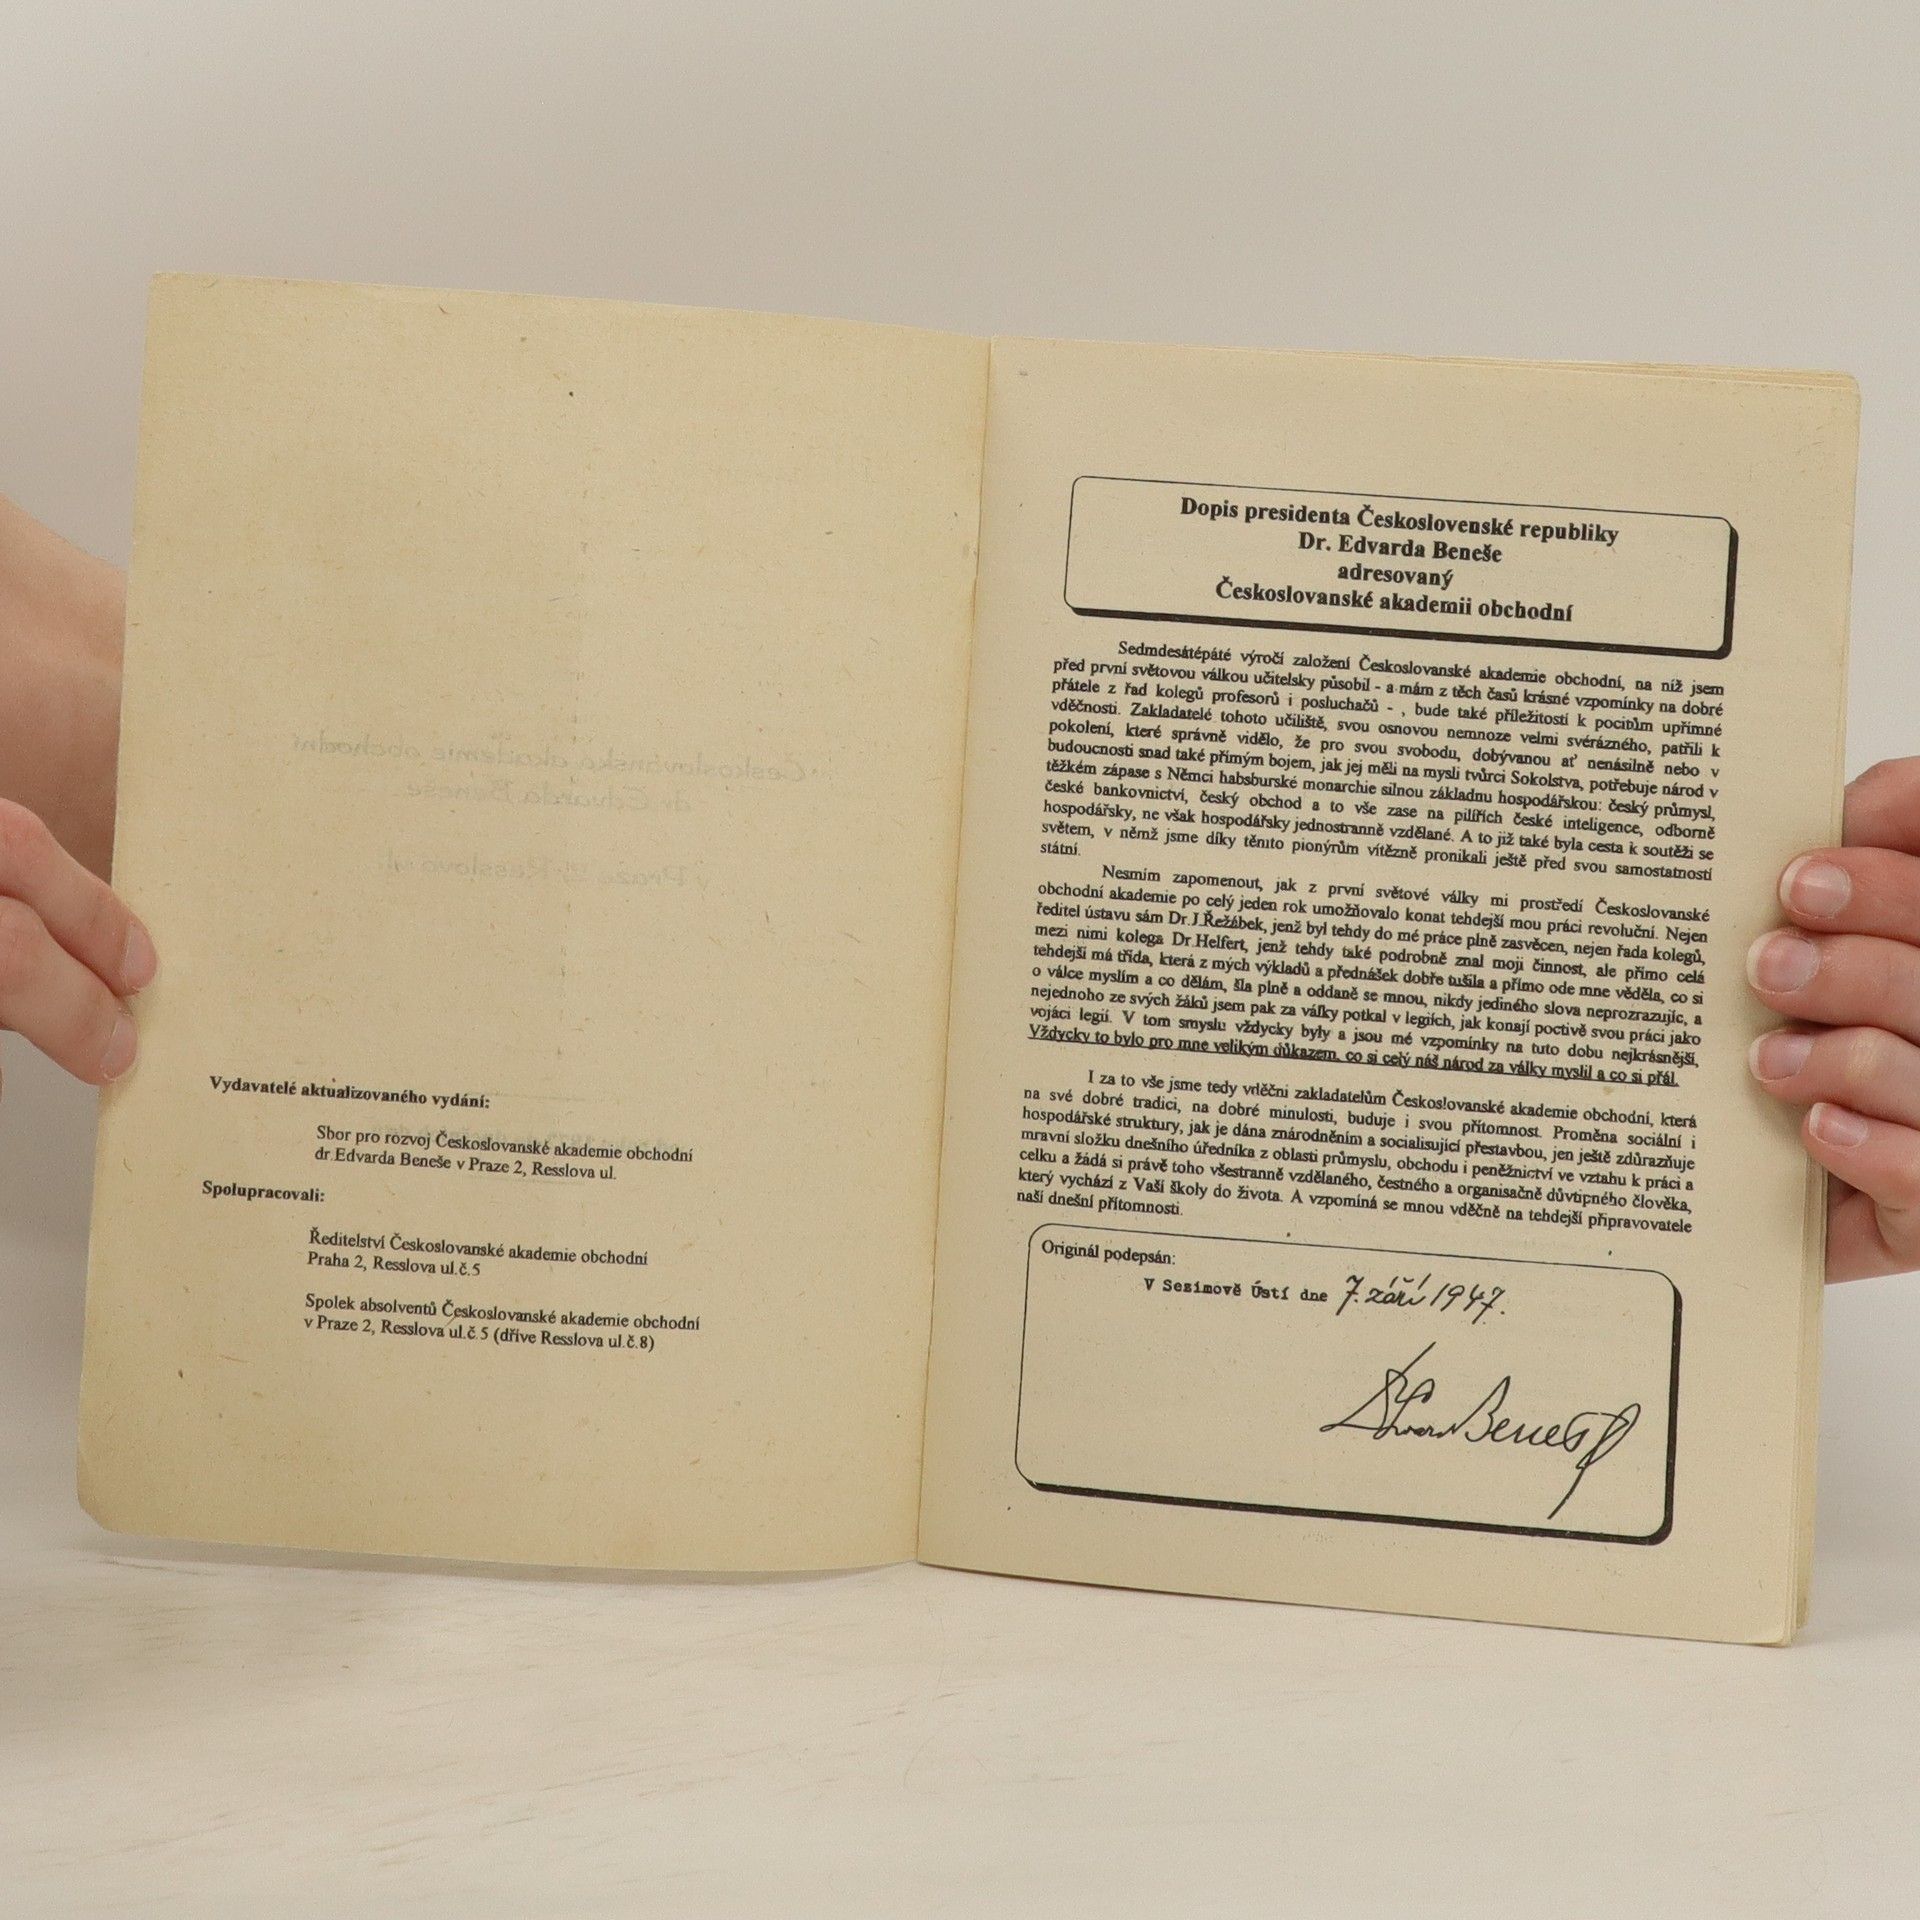 Vydavatelé aktualizovaného vydání:
Sbor pro rozvoj Českoslovanské akademie obchodní
dr.Edvarda Beneše v Praze 2, Resslova ul.
Spolupracovali:
Ředitelství Českoslovanské akademie obchodní
Praha 2, Resslova ul.č.5
Spolek absolventů Českoslovanské akademie obchodní
v Praze 2, Resslova ul.č.5 (dříve Resslova ul.č.8)
Dopis presidenta Československé republiky
Dr. Edvarda Beneše
adresovaný
Českoslovanské akademii obchodní
Sedmdesátépáté výročí založení Českoslovanské akademie obchodní, na níž jsem
před první světovou válkou učitelsky působil - a mám z těch časů krásné vzpomínky na dobré
přátele z řad kolegů profesorů i posluchačů - , bude také příležitostí k pocitům upřímné
vděčnosti. Zakladatelé tohoto učiliště, svou osnovou nemnoze velmi svérázného, patřili k
pokolení, které správně vidělo, že pro svou svobodu, dobývanou ať nenásilně nebo v
budoucnosti snad také přímým bojem, jak jej měli na mysli tvůrci Sokolstva, potřebuje národ v
těžkém zápase s Němci habsburské monarchie silnou základnu hospodářskou: český průmysl,
české bankovnictví, český obchod a to vše zase na pilířích české inteligence, odborně
hospodářsky, ne však hospodářsky jednostranně vzdělané. A to již také byla cesta k soutěži se
světem, v němž jsme díky těmto pionýrům vítězně pronikali ještě před svou samostatností
státní.
Nesmím zapomenout, jak z první světové války mi prostředí Českoslovanské
obchodní akademie po celý jeden rok umožňovalo konat tehdejší mou práci revoluční. Nejen
ředitel ústavu sám Dr.J.Řežábek, jenž byl tehdy do mé práce plně zasvěcen, nejen řada kolegů,
mezi nimi kolega Dr.Helfert, jenž tehdy také podrobně znal moji činnost, ale přímo celá
tehdejší má třída, která z mých výkladů a přednášek dobře tušila a přímo ode mne věděla, co si
o válce myslím a co dělám, šla plně a oddaně se mnou, nikdy jediného slova neprozrazujíc, a
nejednoho ze svých žáků jsem pak za války potkal v legiích, jak konají poctivě svou práci jako
vojáci legií. V tom smyslu vždycky byly a jsou mé vzpomínky na tuto dobu nejkrásnější,
Vždycky to bylo pro mne velikým důkazem, co si celý náš národ za války myslil a co si přál.
I za to vše jsme tedy vděčni zakladatelům Českoslovanské akademie obchodní, která
na své dobré tradici, na dobré minulosti, buduje i svou přítomnost. Proměna sociální i
hospodářské struktury, jak je dána znárodněním a socialisující přestavbou, jen ještě zdůrazňuje
mravní složku dnešního úředníka z oblasti průmyslu, obchodu i peněžnictví ve vztahu k práci a
celku a žádá si právě toho všestranně vzdělaného, čestného a organisačně důvtipného člověka,
který vychází z Vaší školy do života. A vzpomíná se mnou vděčně na tehdejší připravovatele
naší dnešní přítomnosti.
Originál podepsán:
V Sezimově Ústí dne 7. září 1947.
Edvard Beneš